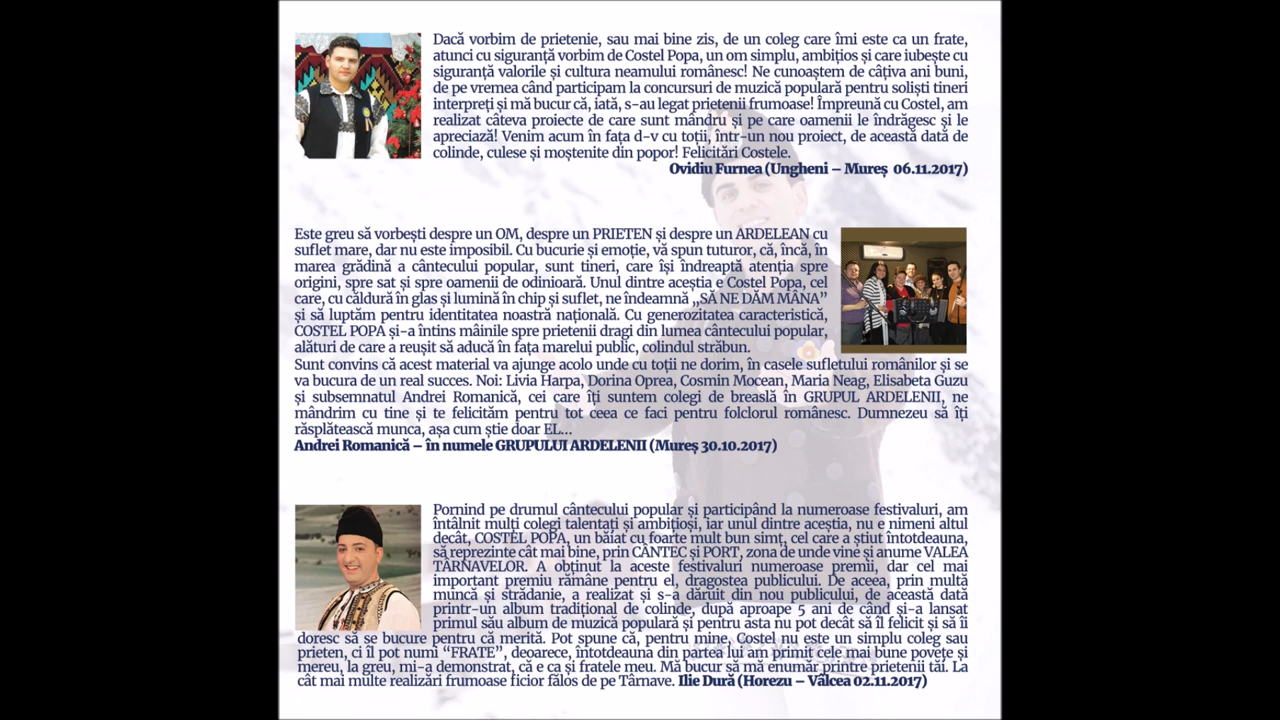 Dacă vorbim de prietenie, sau mai bine zis, de un coleg care îmi este ca un frate,
atunci cu siguranță vorbim de Costel Popa, un om simplu, ambițios și care iubește cu
siguranță valorile și cultura neamului românesc! Ne cunoaștem de câțiva ani buni,
de pe vremea când participam la concursuri de muzică populară pentru soliști tineri
interpreți și mă bucur că, iată, s-au legat prietenii frumoase! Împreună cu Costel, am
realizat câteva proiecte de care sunt mândru și pe care oamenii le îndrăgesc și le
apreciază! Venim acum în fața d-v cu toții, într-un nou proiect, de această dată de
colinde, culese și moștenite din popor! Felicitări Costele.
Ovidiu Furnea (Ungheni – Mureș 06.11.2017)
Este greu să vorbești despre un OM, despre un PRIETEN și despre un ARDELEAN cu
suflet mare, dar nu este imposibil. Cu bucurie și emoție, vă spun tuturor, că, încă, în
marea grădină a cântecului popular, sunt tineri, care își îndreaptă atenția spre
origini, spre sat și spre oamenii de odinioară. Unul dintre aceștia e Costel Popa, cel
care, cu căldură în glas și lumină în chip și suflet, ne îndeamnă „SĂ NE DĂM MÂNA”
și să luptăm pentru identitatea noastră națională. Cu generozitatea caracteristică,
COSTEL POPA și-a întins mâinile spre prietenii dragi din lumea cântecului popular,
alături de care a reușit să aducă în fața marelui public, colindul străbun.
Sunt convins că acest material va ajunge acolo unde cu toții ne dorim, în casele sufletului românilor și se
va bucura de un real succes. Noi: Livia Harpa, Dorina Oprea, Cosmin Mocean, Maria Neag, Elisabeta Guzu
și subsemnatul Andrei Romanică, cei care îți suntem colegi de breaslă în GRUPUL ARDELENII, ne
mândrim cu tine și te felicităm pentru tot ceea ce faci pentru folclorul românesc. Dumnezeu să îți
răsplătească munca, așa cum știe doar EL...
Andrei Romanică – în numele GRUPULUI ARDELENII (Mureș 30.10.2017)
Pornind pe drumul cântecului popular și participând la numeroase festivaluri, am
întâlnit mulți colegi talentați și ambițioși, iar unul dintre aceștia, nu e nimeni altul
decât, COSTEL POPA, un băiat cu foarte mult bun simț, cel care a știut întotdeauna,
să reprezinte cât mai bine, prin CÂNTEC și PORT, zona de unde vine și anume VALEA
TÂRNAVELOR. A obținut la aceste festivaluri numeroase premii, dar cel mai
important premiu rămâne pentru el, dragostea publicului. De aceea, prin multă
muncă și strădanie, a realizat și s-a dăruit din nou publicului, de această dată
printr-un album tradițional de colinde, după aproape 5 ani de când și-a lansat
primul său album de muzică populară și pentru asta nu pot decât să îl felicit și să îi
doresc să se bucure pentru că merită. Pot spune că, pentru mine, Costel nu este un simplu coleg sau
prieten, ci îl pot numi “FRATE”, deoarece, întotdeauna din partea lui am primit cele mai bune povețe și
mereu, la greu, mi-a demonstrat, că e ca și fratele meu. Mă bucur să mă enumăr printre prietenii tăi. La
cât mai multe realizări frumoase ficior fălos de pe Târnave. Ilie Dură (Horezu – Vâlcea 02.11.2017)